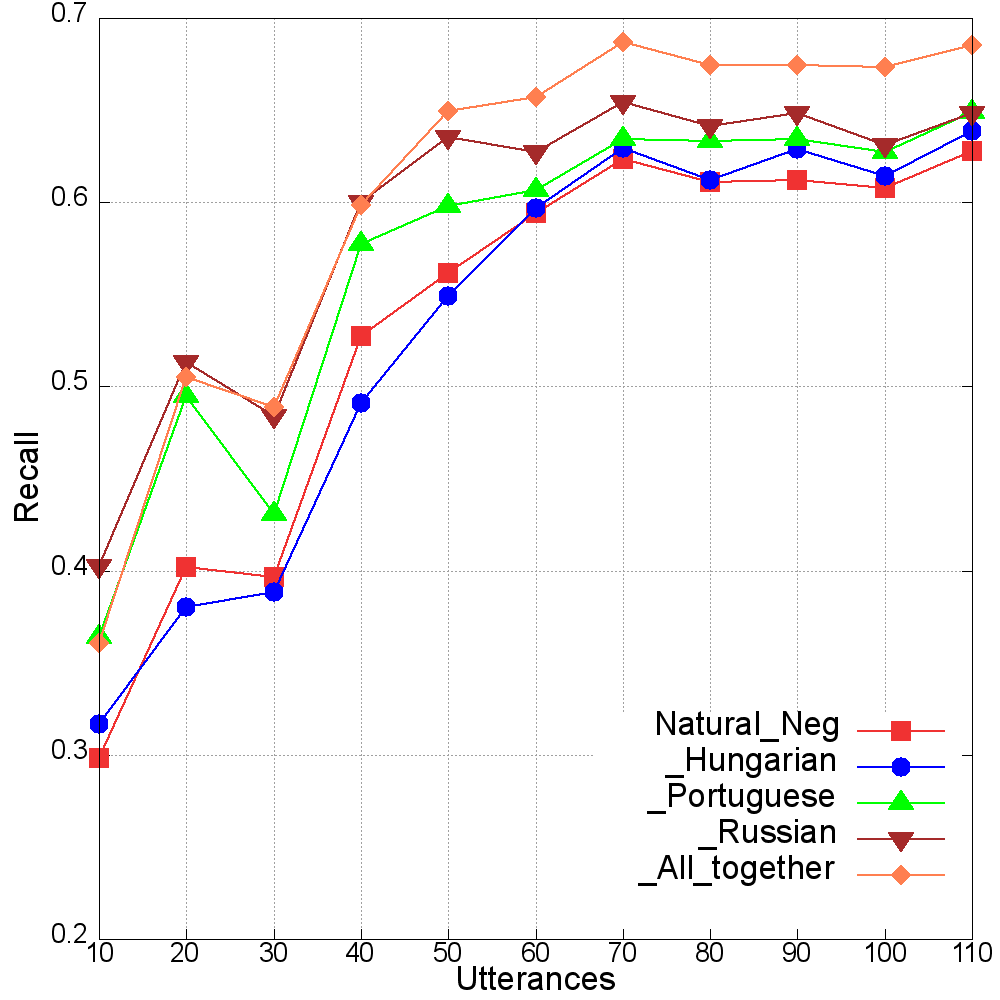 0.7
0.6
0.5
0.4
0.3
0.2
Recall
Natural_Neg
_Hungarian
_Portuguese
_Russian
_All_together
10 20 30 40 50 60 70 80 90 100 110
Utterances